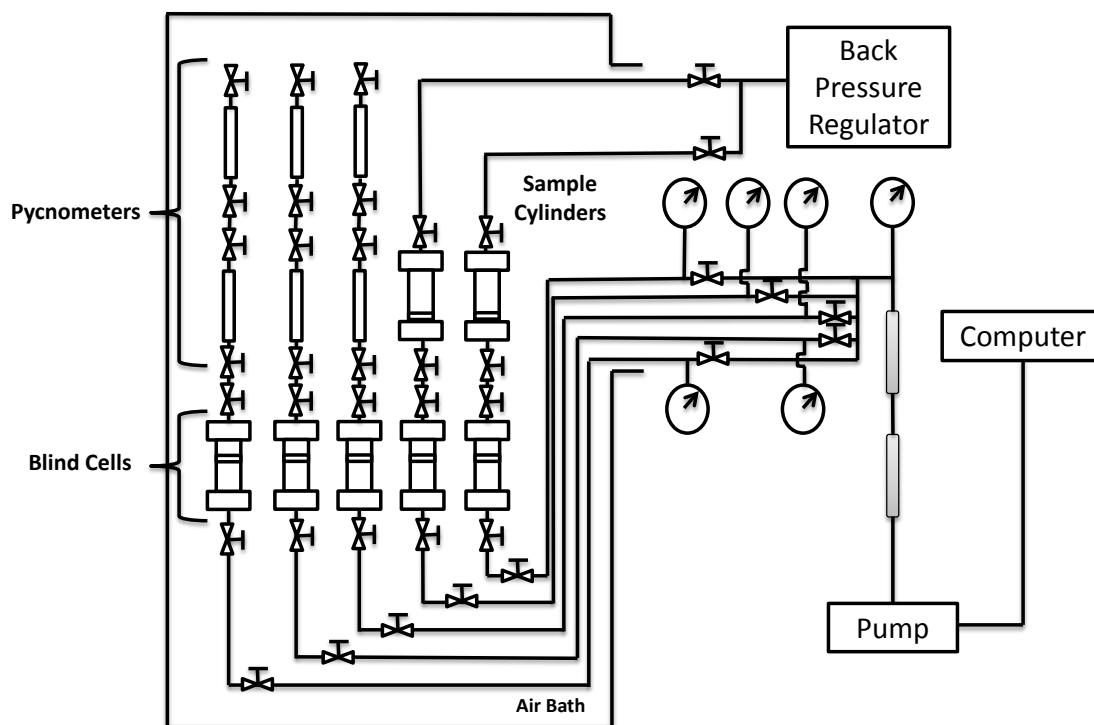 Back
Pressure
Regulator
Sample
Cylinders
Pycnometers
Computer
Blind Cells
Pump
Air Bath